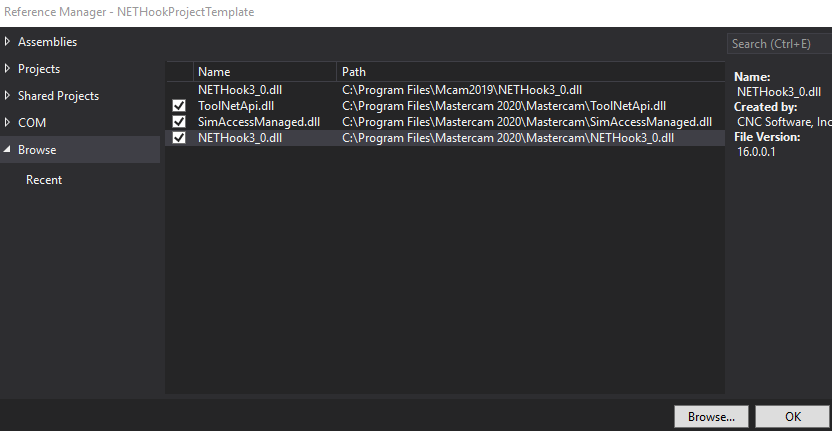 Reference Manager - NETHookProjectTemplate
Assemblies
Projects
Shared Projects
COM
Browse
Recent
Name Path
NETHook3_0.dll C:\Program Files\Mcam2019\NETHook3_0.dll
ToolNetApi.dll C:\Program Files\Mastercam 2020\Mastercam\ToolNetApi.dll
SimAccessManaged.dll C:\Program Files\Mastercam 2020\Mastercam\SimAccessManaged.dll
NETHook3_0.dll C:\Program Files\Mastercam 2020\Mastercam\NETHook3_0.dll
Search (Ctrl+E)
Name:
NETHook3_0.dll
Created by:
CNC Software, Inc
File Version:
16.0.0.1
Browse... OK